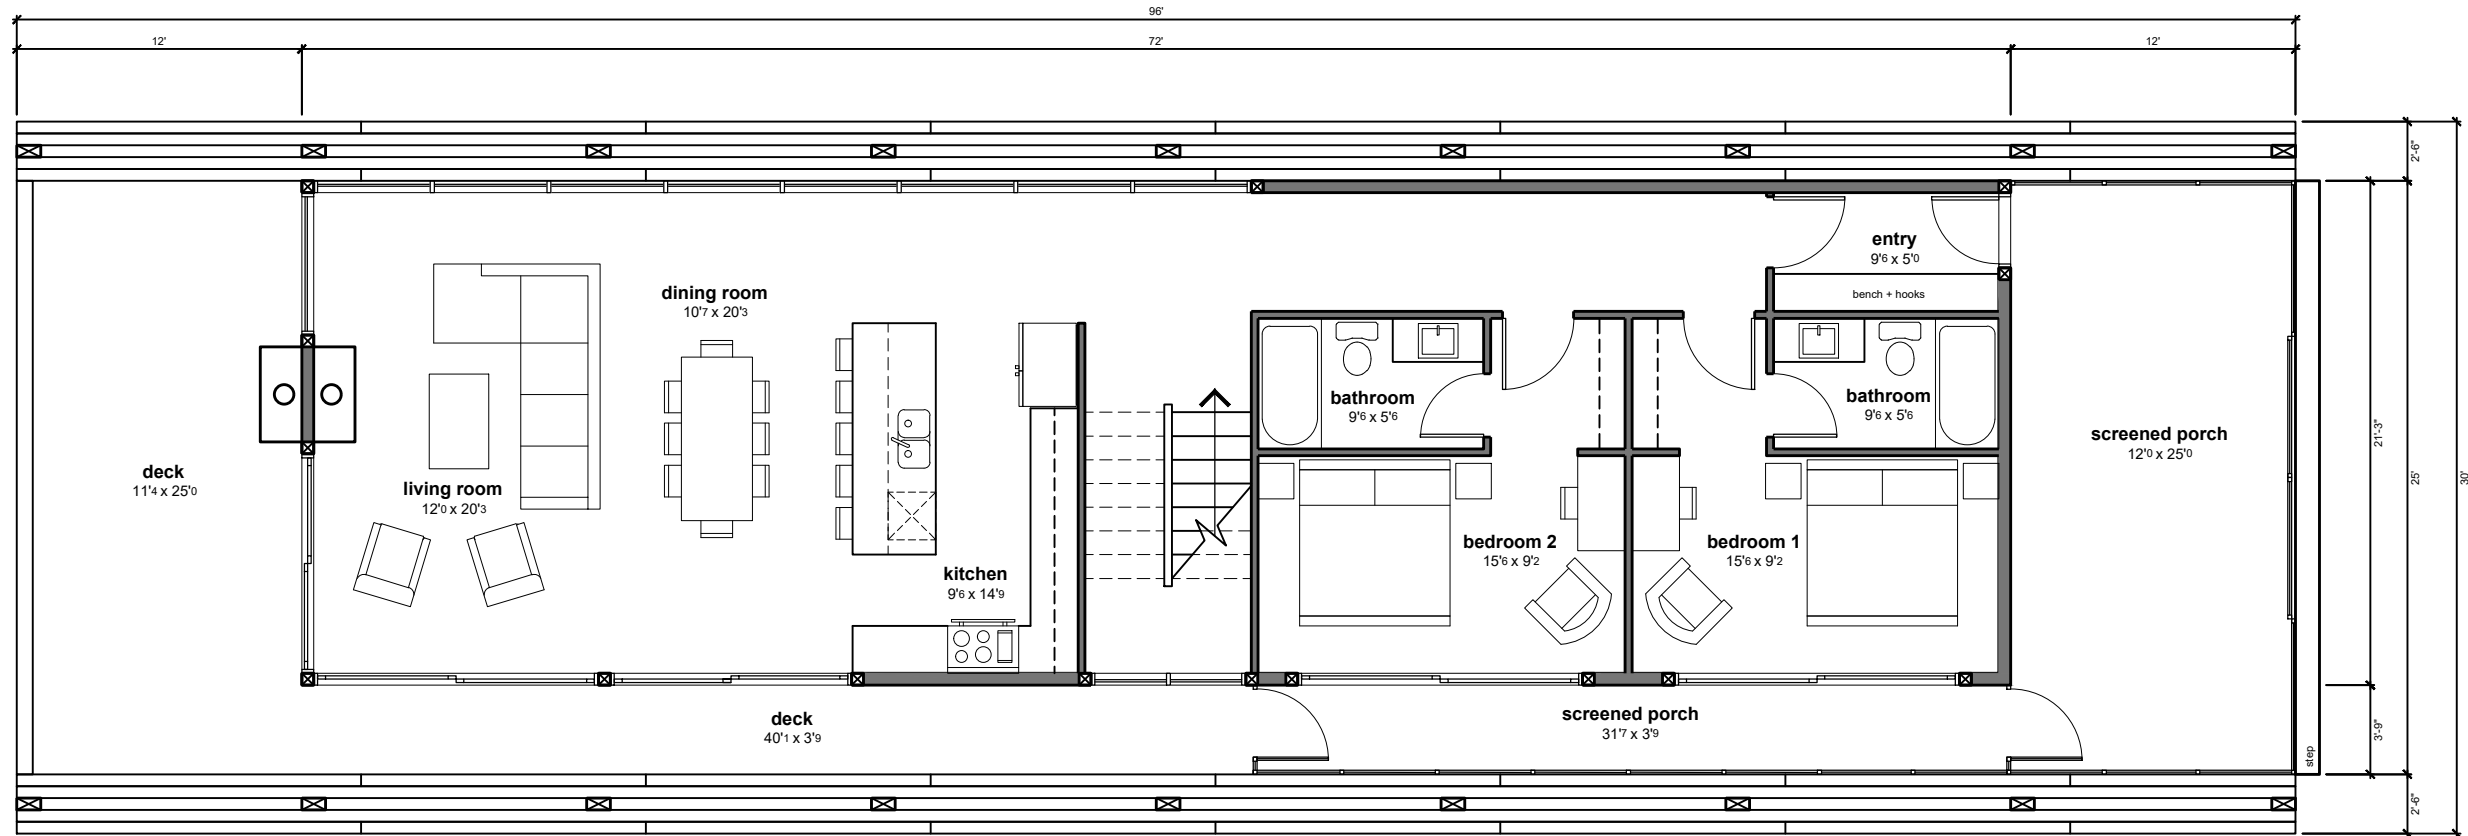 96'
12'
72'
12'
2'-6"
entry
9'6 x 5'0
bench + hooks
dining room
10'7 x 20'3
bathroom
9'6 x 5'6
bathroom
9'6 x 5'6
screened porch
12'0 x 25'0
21'-3"
25'
30'
deck
11'4 x 25'0
living room
12'0 x 20'3
bedroom 2
15'6 x 9'2
bedroom 1
15'6 x 9'2
kitchen
9'6 x 14'9
deck
40'1 x 3'9
screened porch
31'7 x 3'9
3'-9"
step
2'-6"